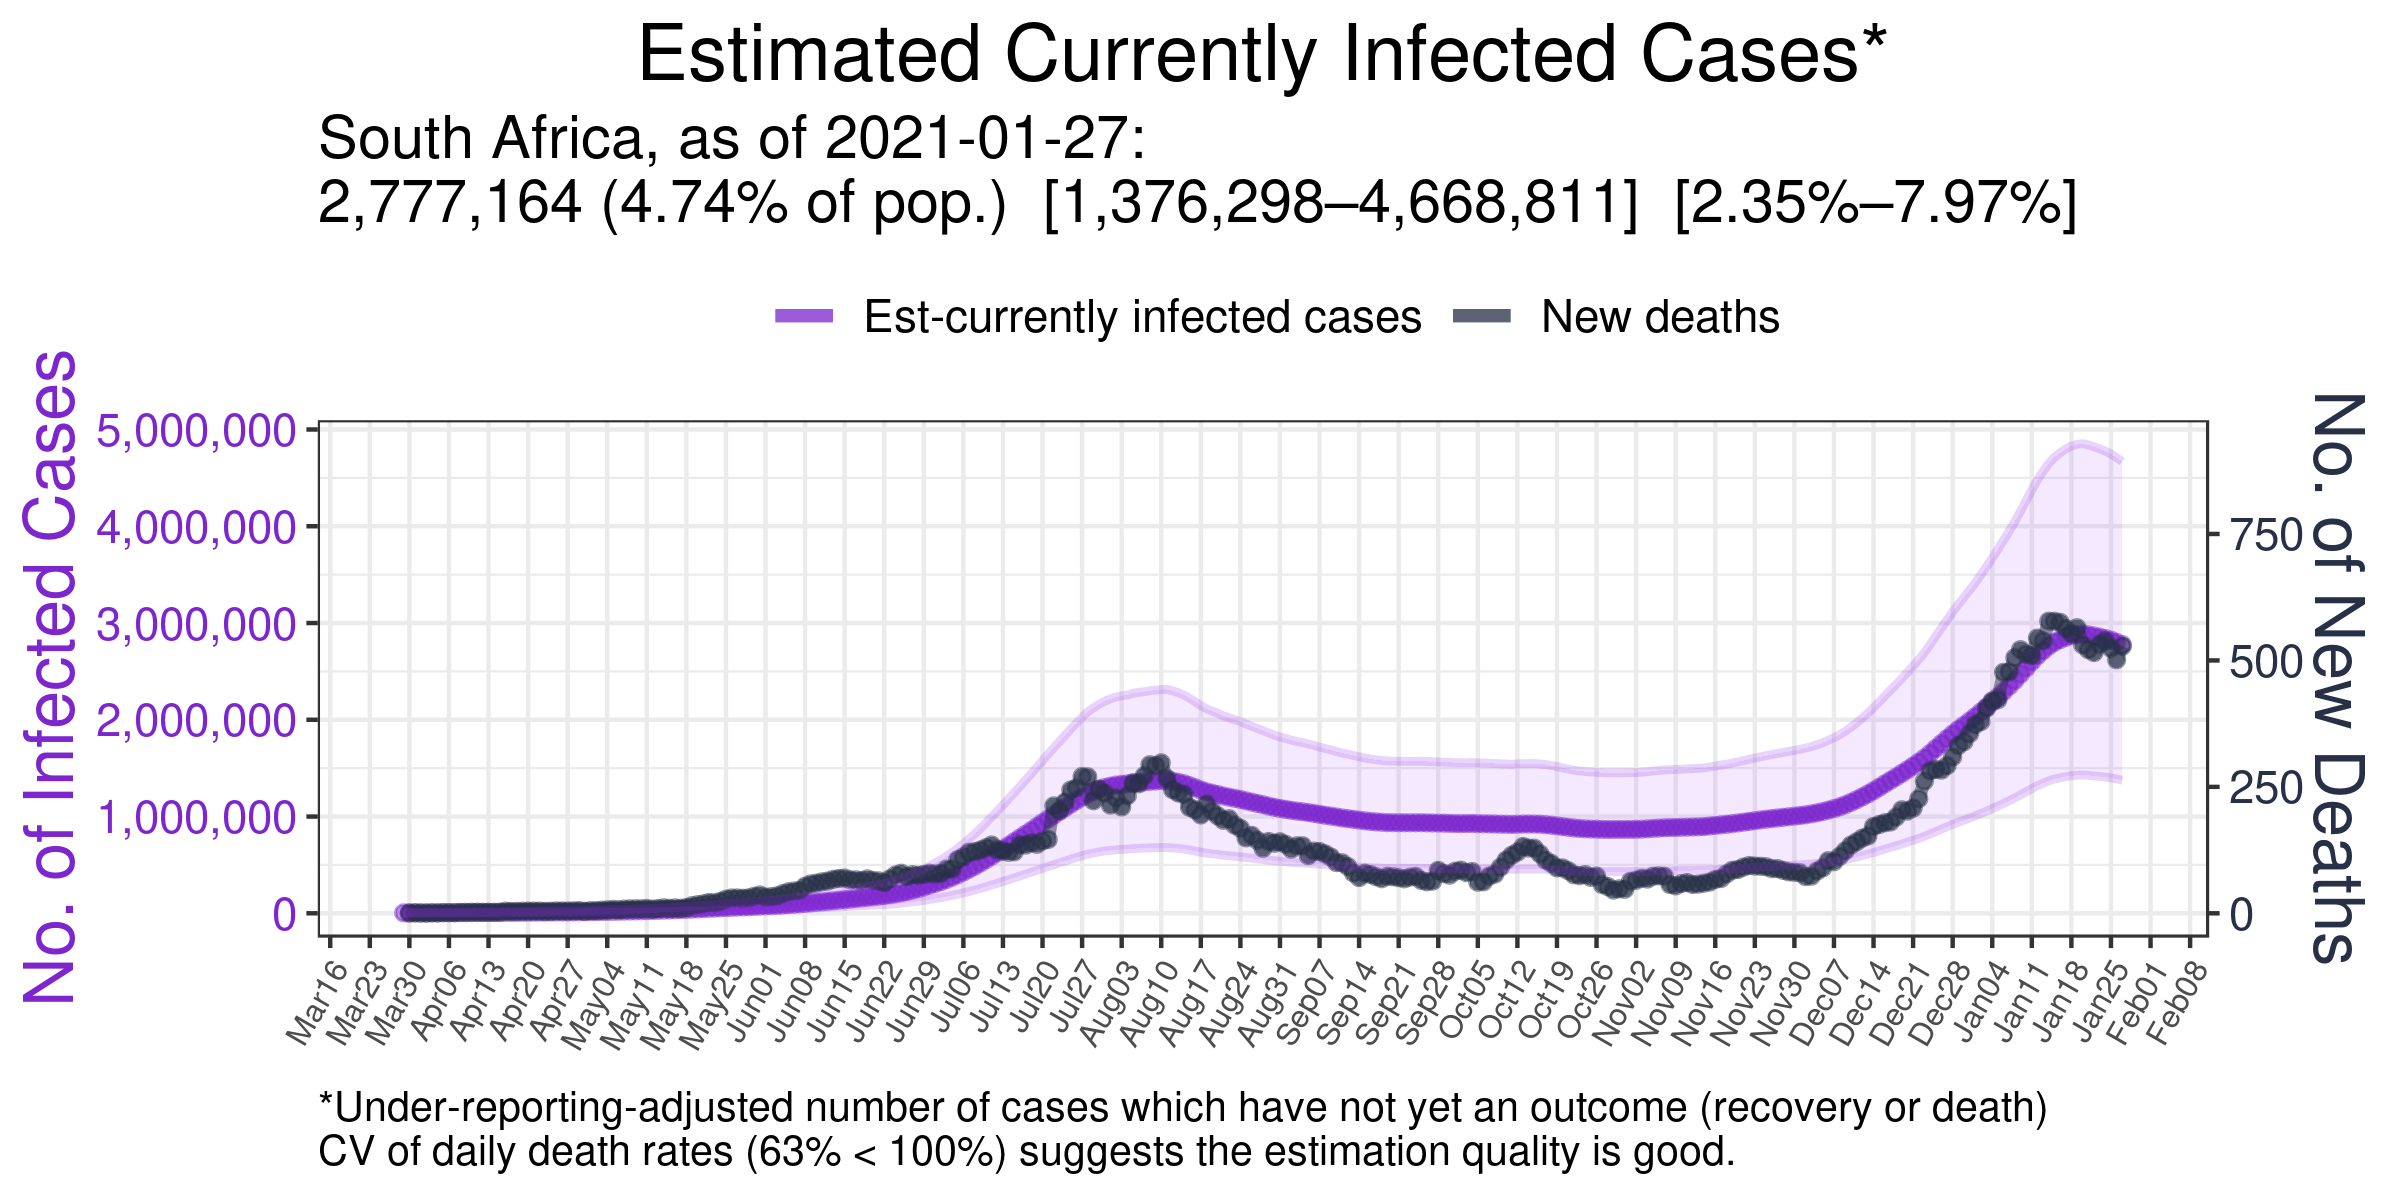 Estimated Currently Infected Cases*
South Africa, as of 2021-01-27:
2,777,164 (4.74% of pop.) [1,376,298–4,668,811] [2.35%–7.97%]
Est-currently infected cases
New deaths
No. of Infected Cases
5,000,000
4,000,000
3,000,000
2,000,000
1,000,000
0
No. of New Deaths
750
500
250
0
Mar16
Mar23
Mar30
Apr06
Apr13
Apr20
Apr27
May04
May11
May18
May25
Jun01
Jun08
Jun15
Jun22
Jun29
Jul06
Jul13
Jul20
Jul27
Aug03
Aug10
Aug17
Aug24
Aug31
Sep07
Sep14
Sep21
Sep28
Oct05
Oct12
Oct19
Oct26
Nov02
Nov09
Nov16
Nov23
Nov30
Dec07
Dec14
Dec21
Dec28
Jan04
Jan11
Jan18
Jan25
Feb01
Feb08
*Under-reporting-adjusted number of cases which have not yet an outcome (recovery or death)
CV of daily death rates (63% < 100%) suggests the estimation quality is good.